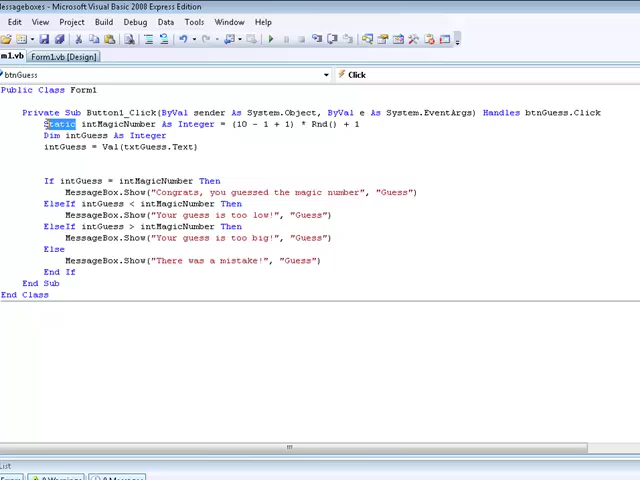 Messageboxes - Microsoft Visual Basic 2008 Express Edition
Edit View Project Build Debug Data Tools Window Help
m1.vb Form1.vb [Design]
btnGuess Click
Public Class Form1
Private Sub Button1_Click(ByVal sender As System.Object, ByVal e As System.EventArgs) Handles btnGuess.Click
Static intMagicNumber As Integer = (10 - 1 + 1) * Rnd() + 1
Dim intGuess As Integer
intGuess = Val(txtGuess.Text)
If intGuess = intMagicNumber Then
MessageBox.Show("Congrats, you guessed the magic number", "Guess")
ElseIf intGuess < intMagicNumber Then
MessageBox.Show("Your guess is too low!", "Guess")
ElseIf intGuess > intMagicNumber Then
MessageBox.Show("Your guess is too big!", "Guess")
Else
MessageBox.Show("There was a mistake!", "Guess")
End If
End Sub
End Class
List